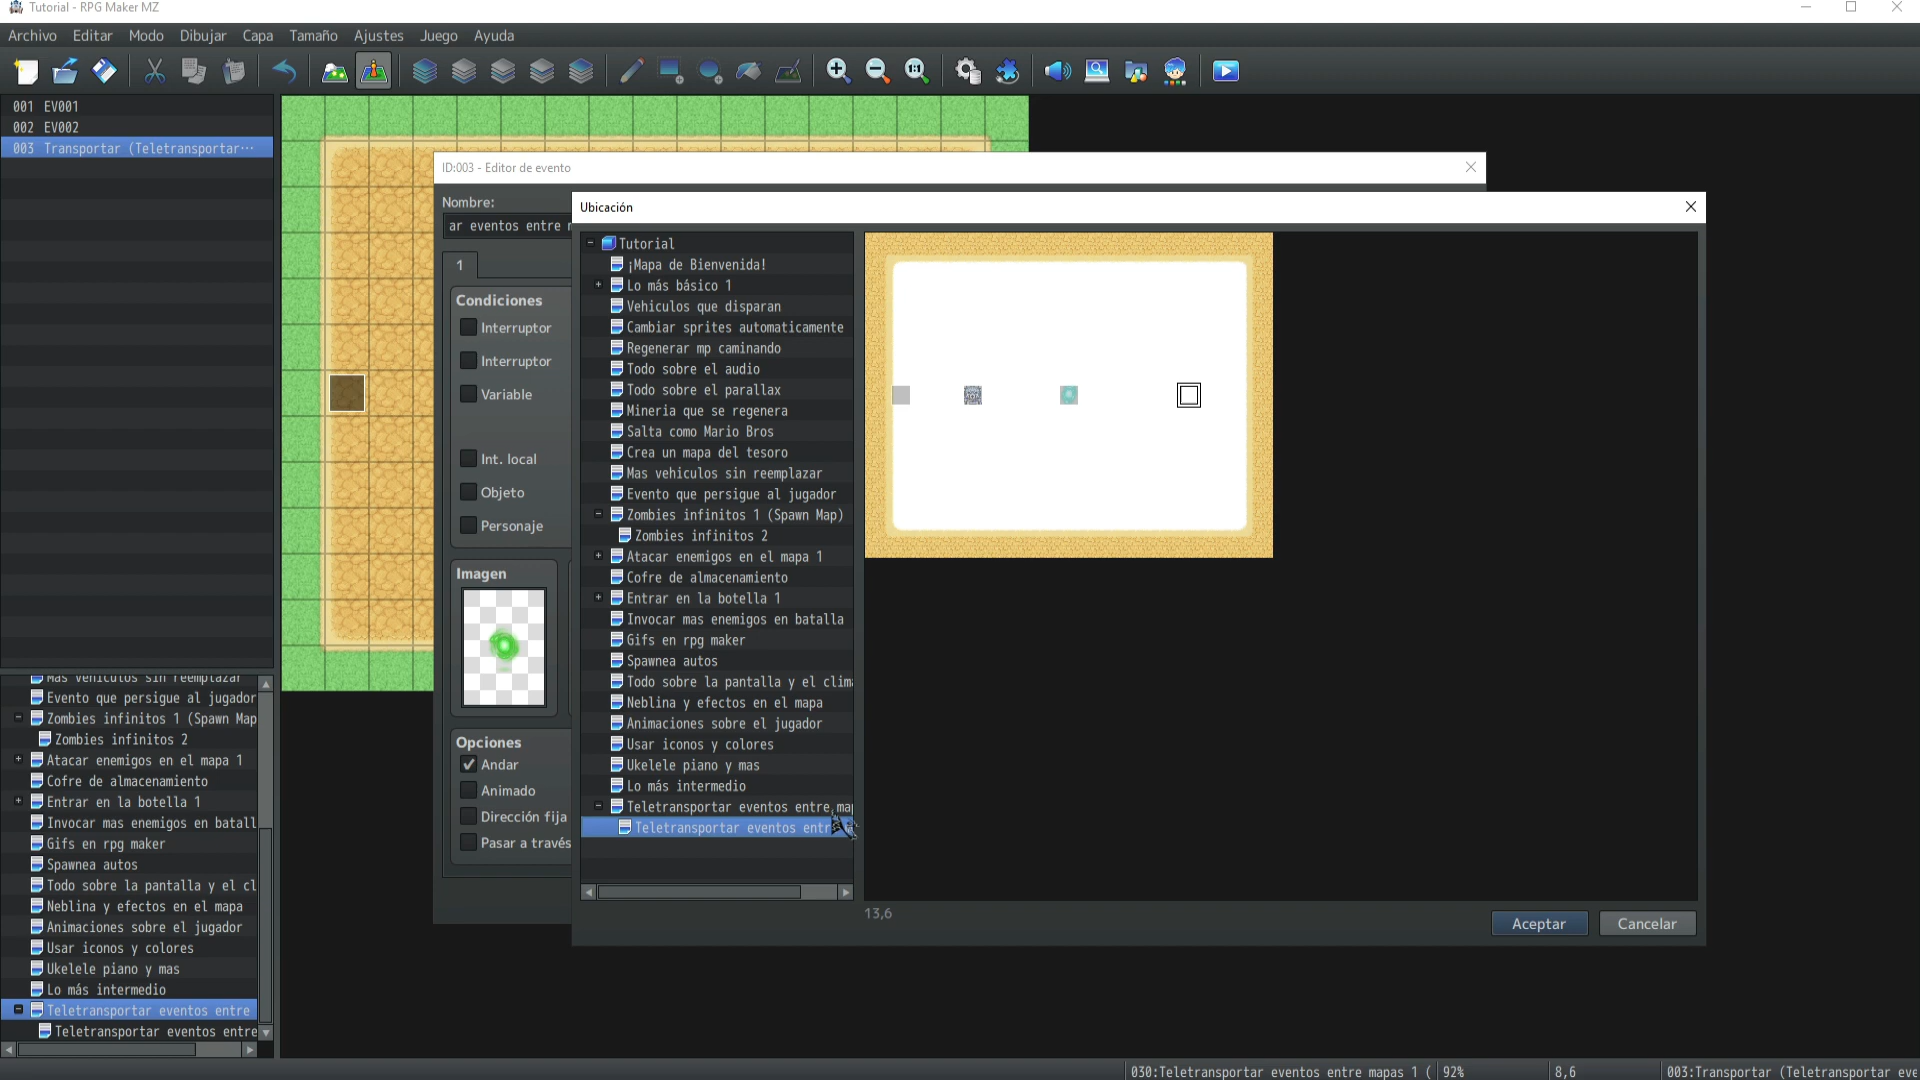 Tutorial - RPG Maker MZ
Archivo Editar Modo Dibujar Capa Tamaño Ajustes Juego Ayuda
001 EV001
002 EV002
003 Transportar (Teletransportar···
ID:003 - Editor de evento
Nombre:
ar eventos entre
1
Condiciones
Interruptor
Interruptor
Variable
Int. local
Objeto
Personaje
Imagen
Opciones
Andar
Animado
Dirección fija
Pasar a través
Ubicación
Tutorial
¡Mapa de Bienvenida!
Lo más básico 1
Vehiculos que disparan
Cambiar sprites automaticamente
Regenerar mp caminando
Todo sobre el audio
Todo sobre el parallax
Mineria que se regenera
Salta como Mario Bros
Crea un mapa del tesoro
Mas vehiculos sin reemplazar
Evento que persigue al jugador
Zombies infinitos 1 (Spawn Map)
Zombies infinitos 2
Atacar enemigos en el mapa 1
Cofre de almacenamiento
Entrar en la botella 1
Invocar mas enemigos en batalla
Gifs en rpg maker
Spawnea autos
Todo sobre la pantalla y el clim
Neblina y efectos en el mapa
Animaciones sobre el jugador
Usar iconos y colores
Ukelele piano y mas
Lo más intermedio
Teletransportar eventos entre map
Teletransportar eventos entr
13,6
Aceptar Cancelar
Mas vehiculos sin reemplazar
Evento que persigue al jugador
Zombies infinitos 1 (Spawn Map
Zombies infinitos 2
Atacar enemigos en el mapa 1
Cofre de almacenamiento
Entrar en la botella 1
Invocar mas enemigos en batall
Gifs en rpg maker
Spawnea autos
Todo sobre la pantalla y el cl
Neblina y efectos en el mapa
Animaciones sobre el jugador
Usar iconos y colores
Ukelele piano y mas
Lo más intermedio
Teletransportar eventos entre
Teletransportar eventos entre
030:Teletransportar eventos entre mapas 1 ( 92% 8,6 003:Transportar (Teletransportar eve